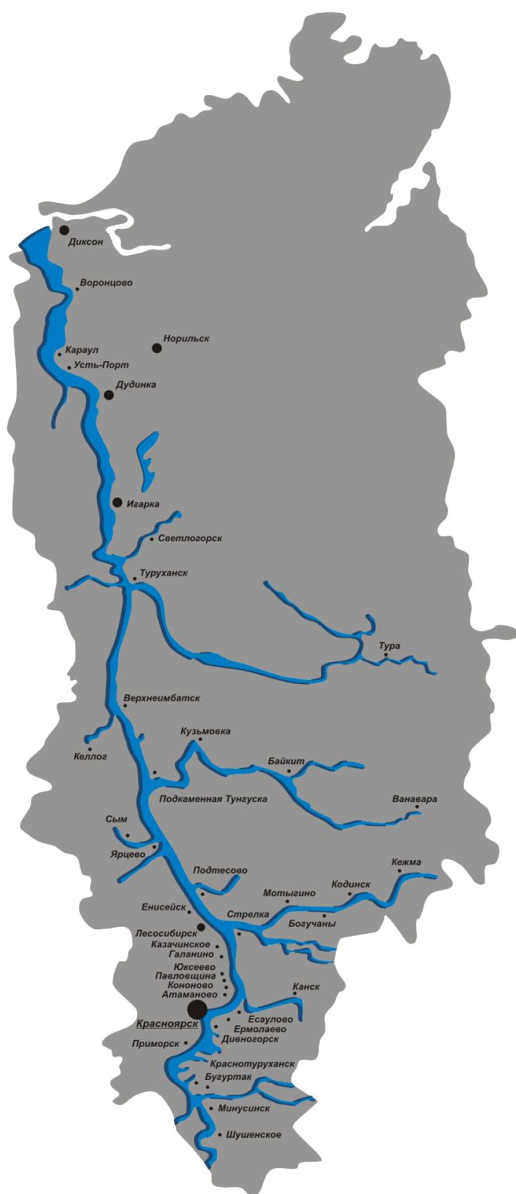 Диксон
Воронцово
Норильск
Караул
Усть-Порт
Дудинка
Игарка
Светлогорск
Туруханск
Тура
Верхнеимбатск
Кузьмовка
Келлог
Байкит
Подкаменная Тунгуска
Ванавара
Сым
Ярцево
Подтесово
Кежма
Мотыгино
Кодинск
Енисейск
Стрелка
Богучаны
Лесосибирск
Казачинское
Галанино
Юксеево
Павловщина
Кононово
Атаманово
Канск
Есаулово
Красноярск
Ермолаево
Дивногорск
Приморск
Краснотуруханск
Бугуртак
Минусинск
Шушенское